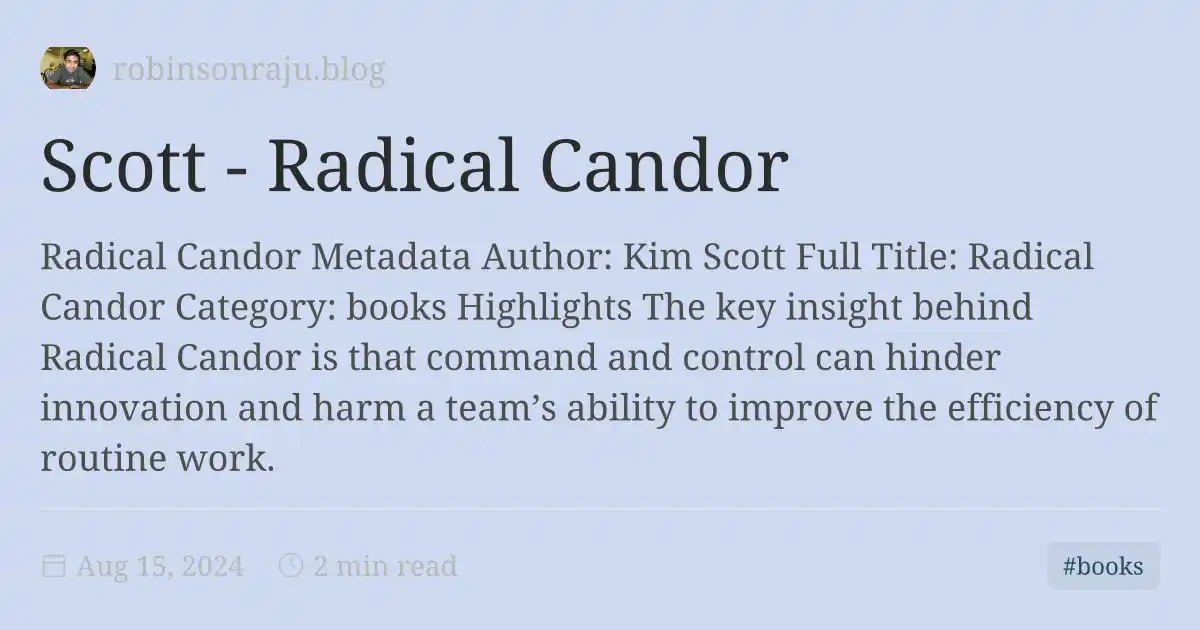 robinsonraju.blog
Scott - Radical Candor
Radical Candor Metadata Author: Kim Scott Full Title: Radical
Candor Category: books Highlights The key insight behind
Radical Candor is that command and control can hinder
innovation and harm a team’s ability to improve the efficiency of
routine work.
Aug 15, 2024 2 min read #books